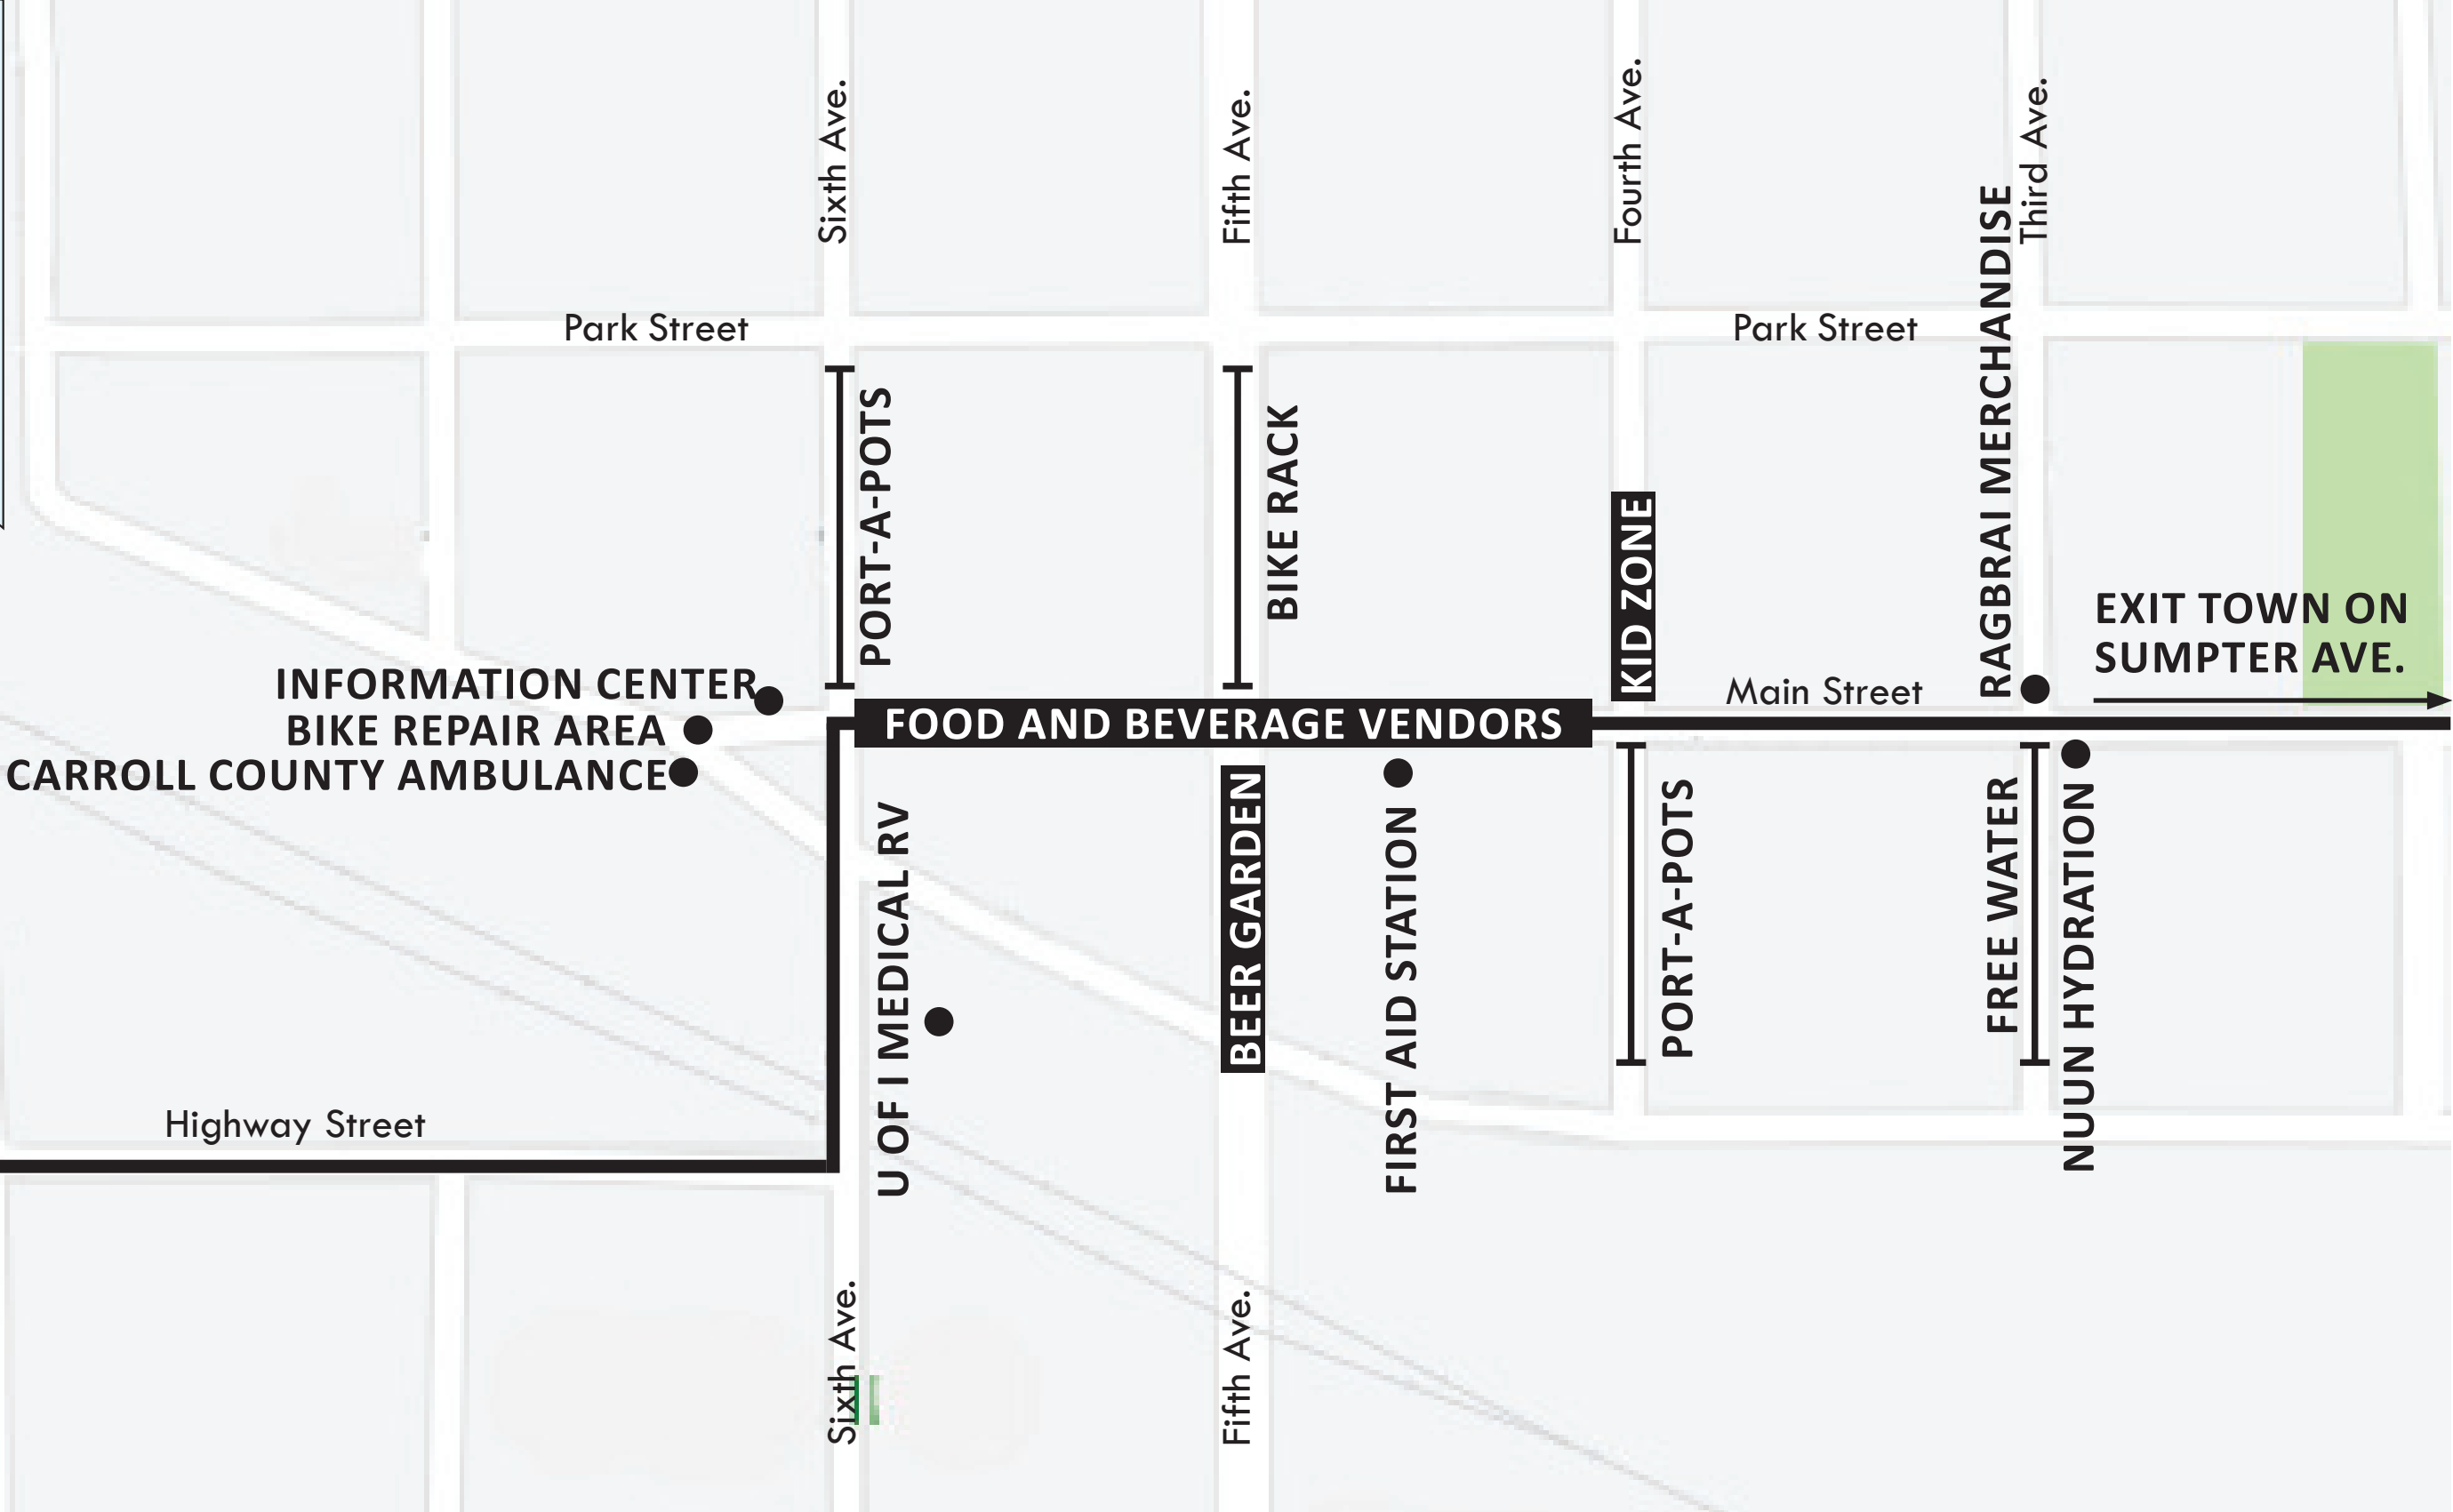 Sixth Ave.
Fifth Ave.
Fourth Ave.
Third Ave.
Park Street
Park Street
PORT-A-POTS
BIKE RACK
KID ZONE
RAGBRAI MERCHANDISE
EXIT TOWN ON
SUMPTER AVE.
INFORMATION CENTER
BIKE REPAIR AREA
CARROLL COUNTY AMBULANCE
FOOD AND BEVERAGE VENDORS
Main Street
U OF I MEDICAL RV
BEER GARDEN
FIRST AID STATION
PORT-A-POTS
FREE WATER
NUUN HYDRATION
Highway Street
Sixth Ave.
Fifth Ave.